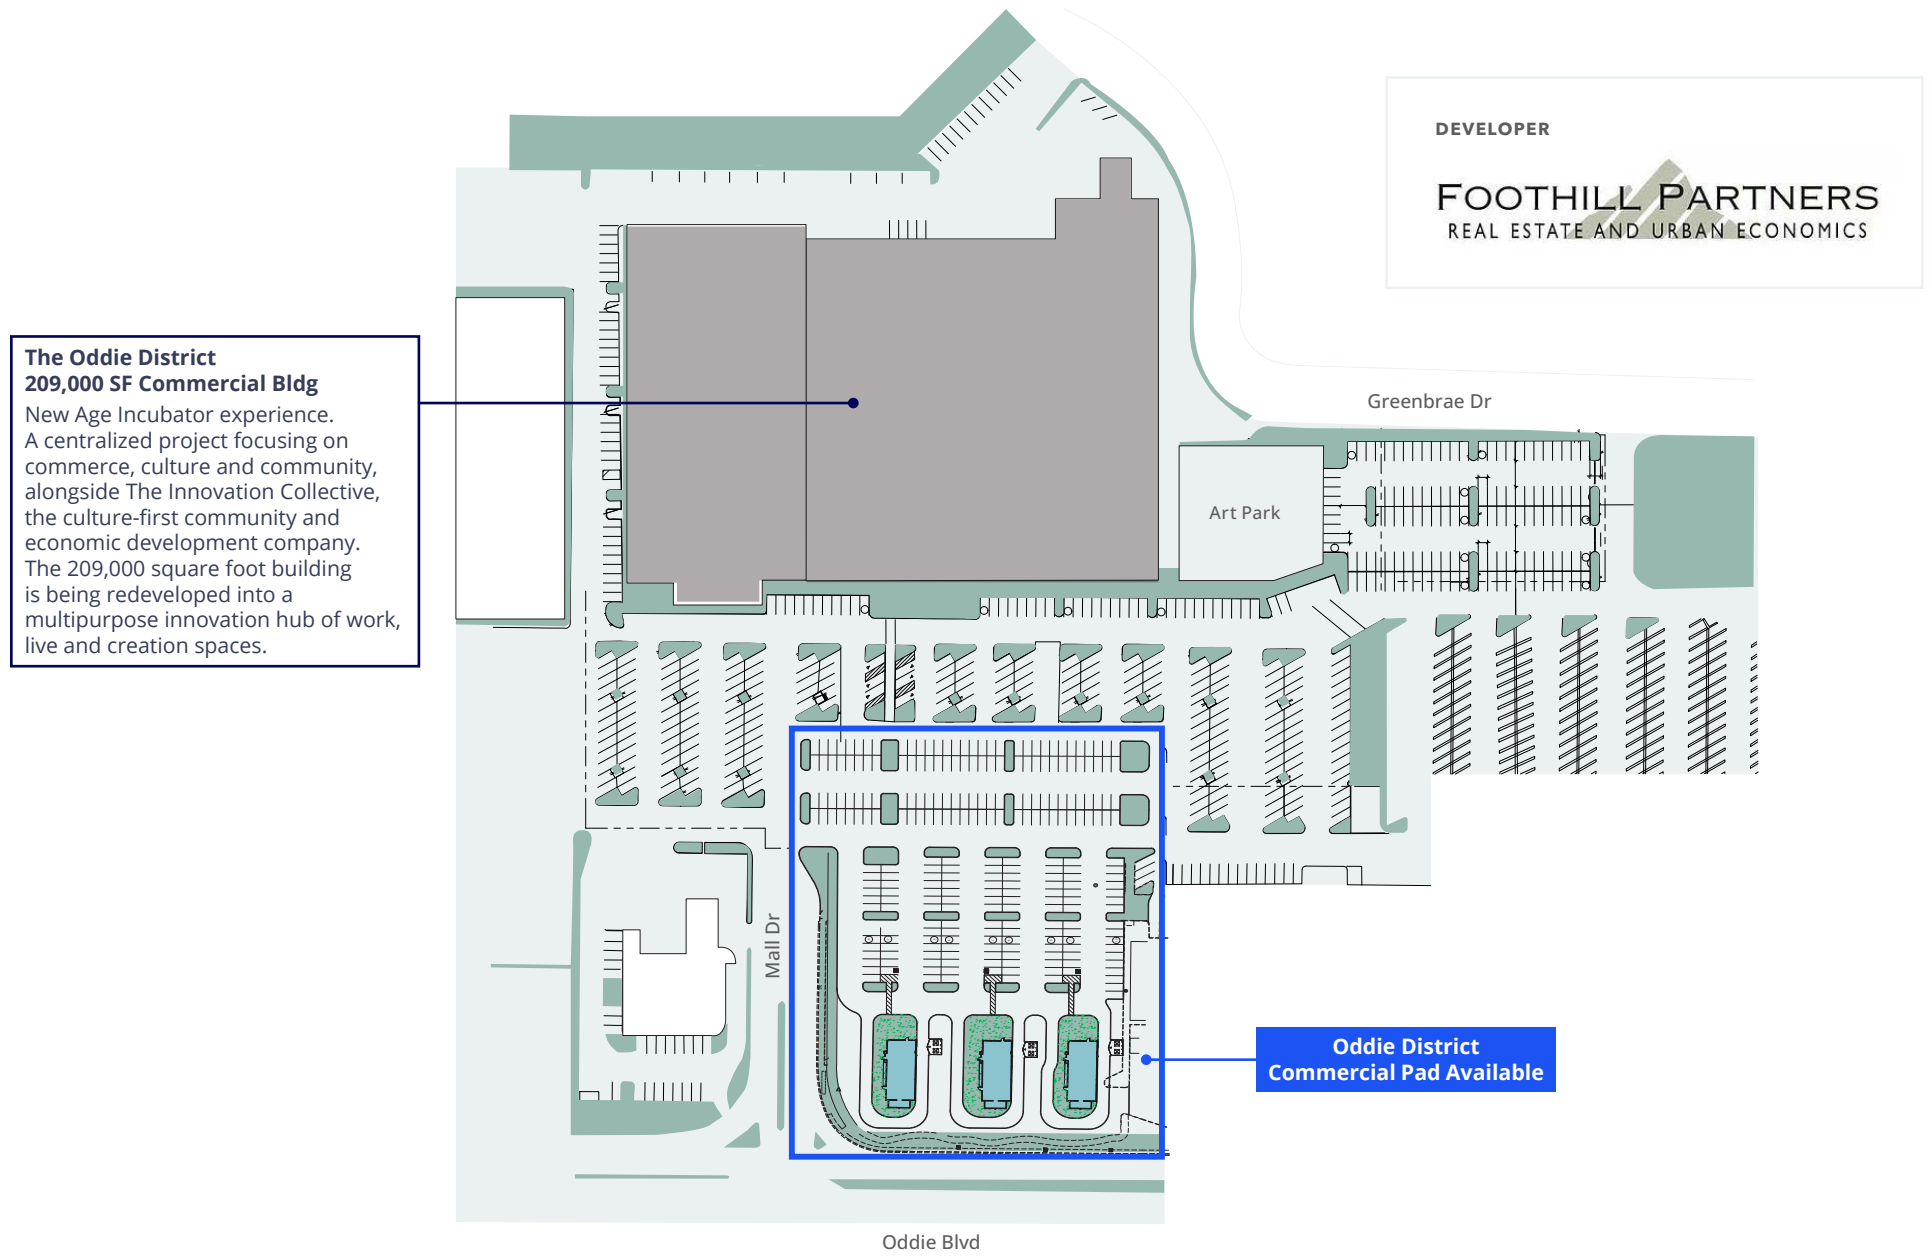 DEVELOPER
FOOTHILL PARTNERS
REAL ESTATE AND URBAN ECONOMICS
The Oddie District
209,000 SF Commercial Bldg
New Age Incubator experience.
A centralized project focusing on
commerce, culture and community,
alongside The Innovation Collective,
the culture-first community and
economic development company.
The 209,000 square foot building
is being redeveloped into a
multipurpose innovation hub of work,
live and creation spaces.
Greenbrae Dr
Art Park
Mall Dr
Oddie District
Commercial Pad Available
Oddie Blvd